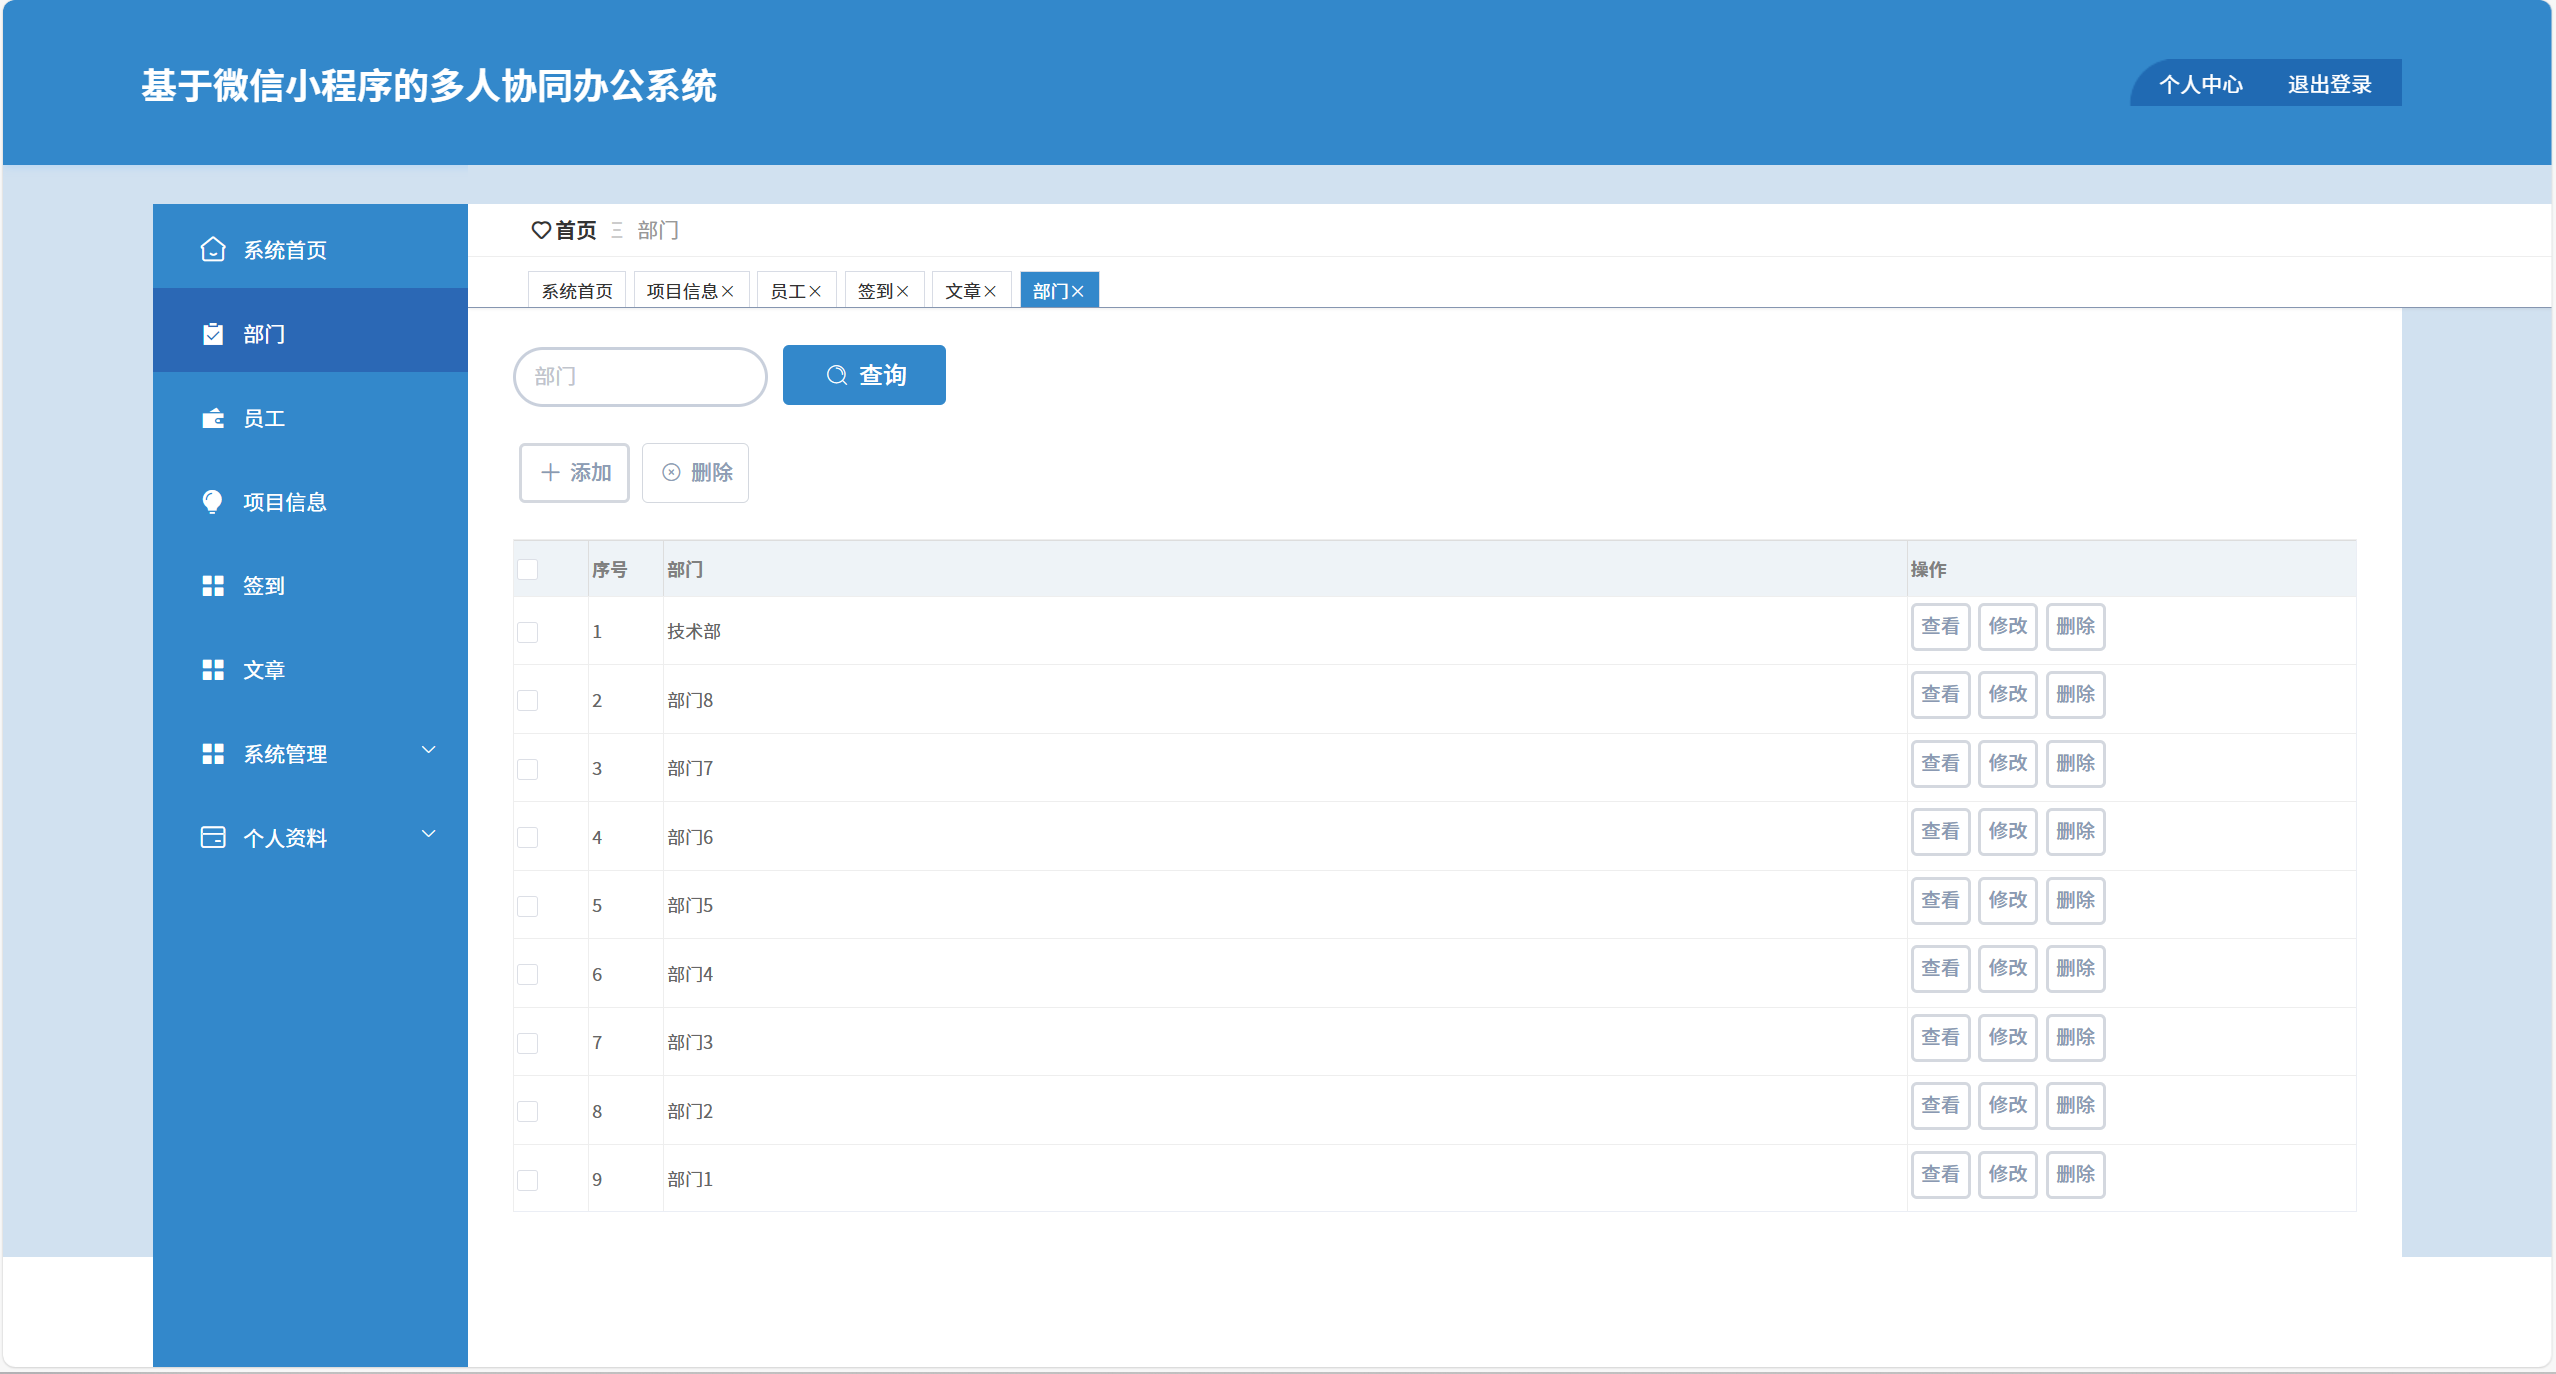 基于微信小程序的多人协同办公系统
个人中心 退出登录
系统首页
部门
员工
项目信息
签到
文章
系统管理
个人资料
首页 部门
系统首页 项目信息 员工 签到 文章 部门
部门 查询
添加 删除
序号 部门 操作
1 技术部 查看 修改 删除
2 部门8 查看 修改 删除
3 部门7 查看 修改 删除
4 部门6 查看 修改 删除
5 部门5 查看 修改 删除
6 部门4 查看 修改 删除
7 部门3 查看 修改 删除
8 部门2 查看 修改 删除
9 部门1 查看 修改 删除